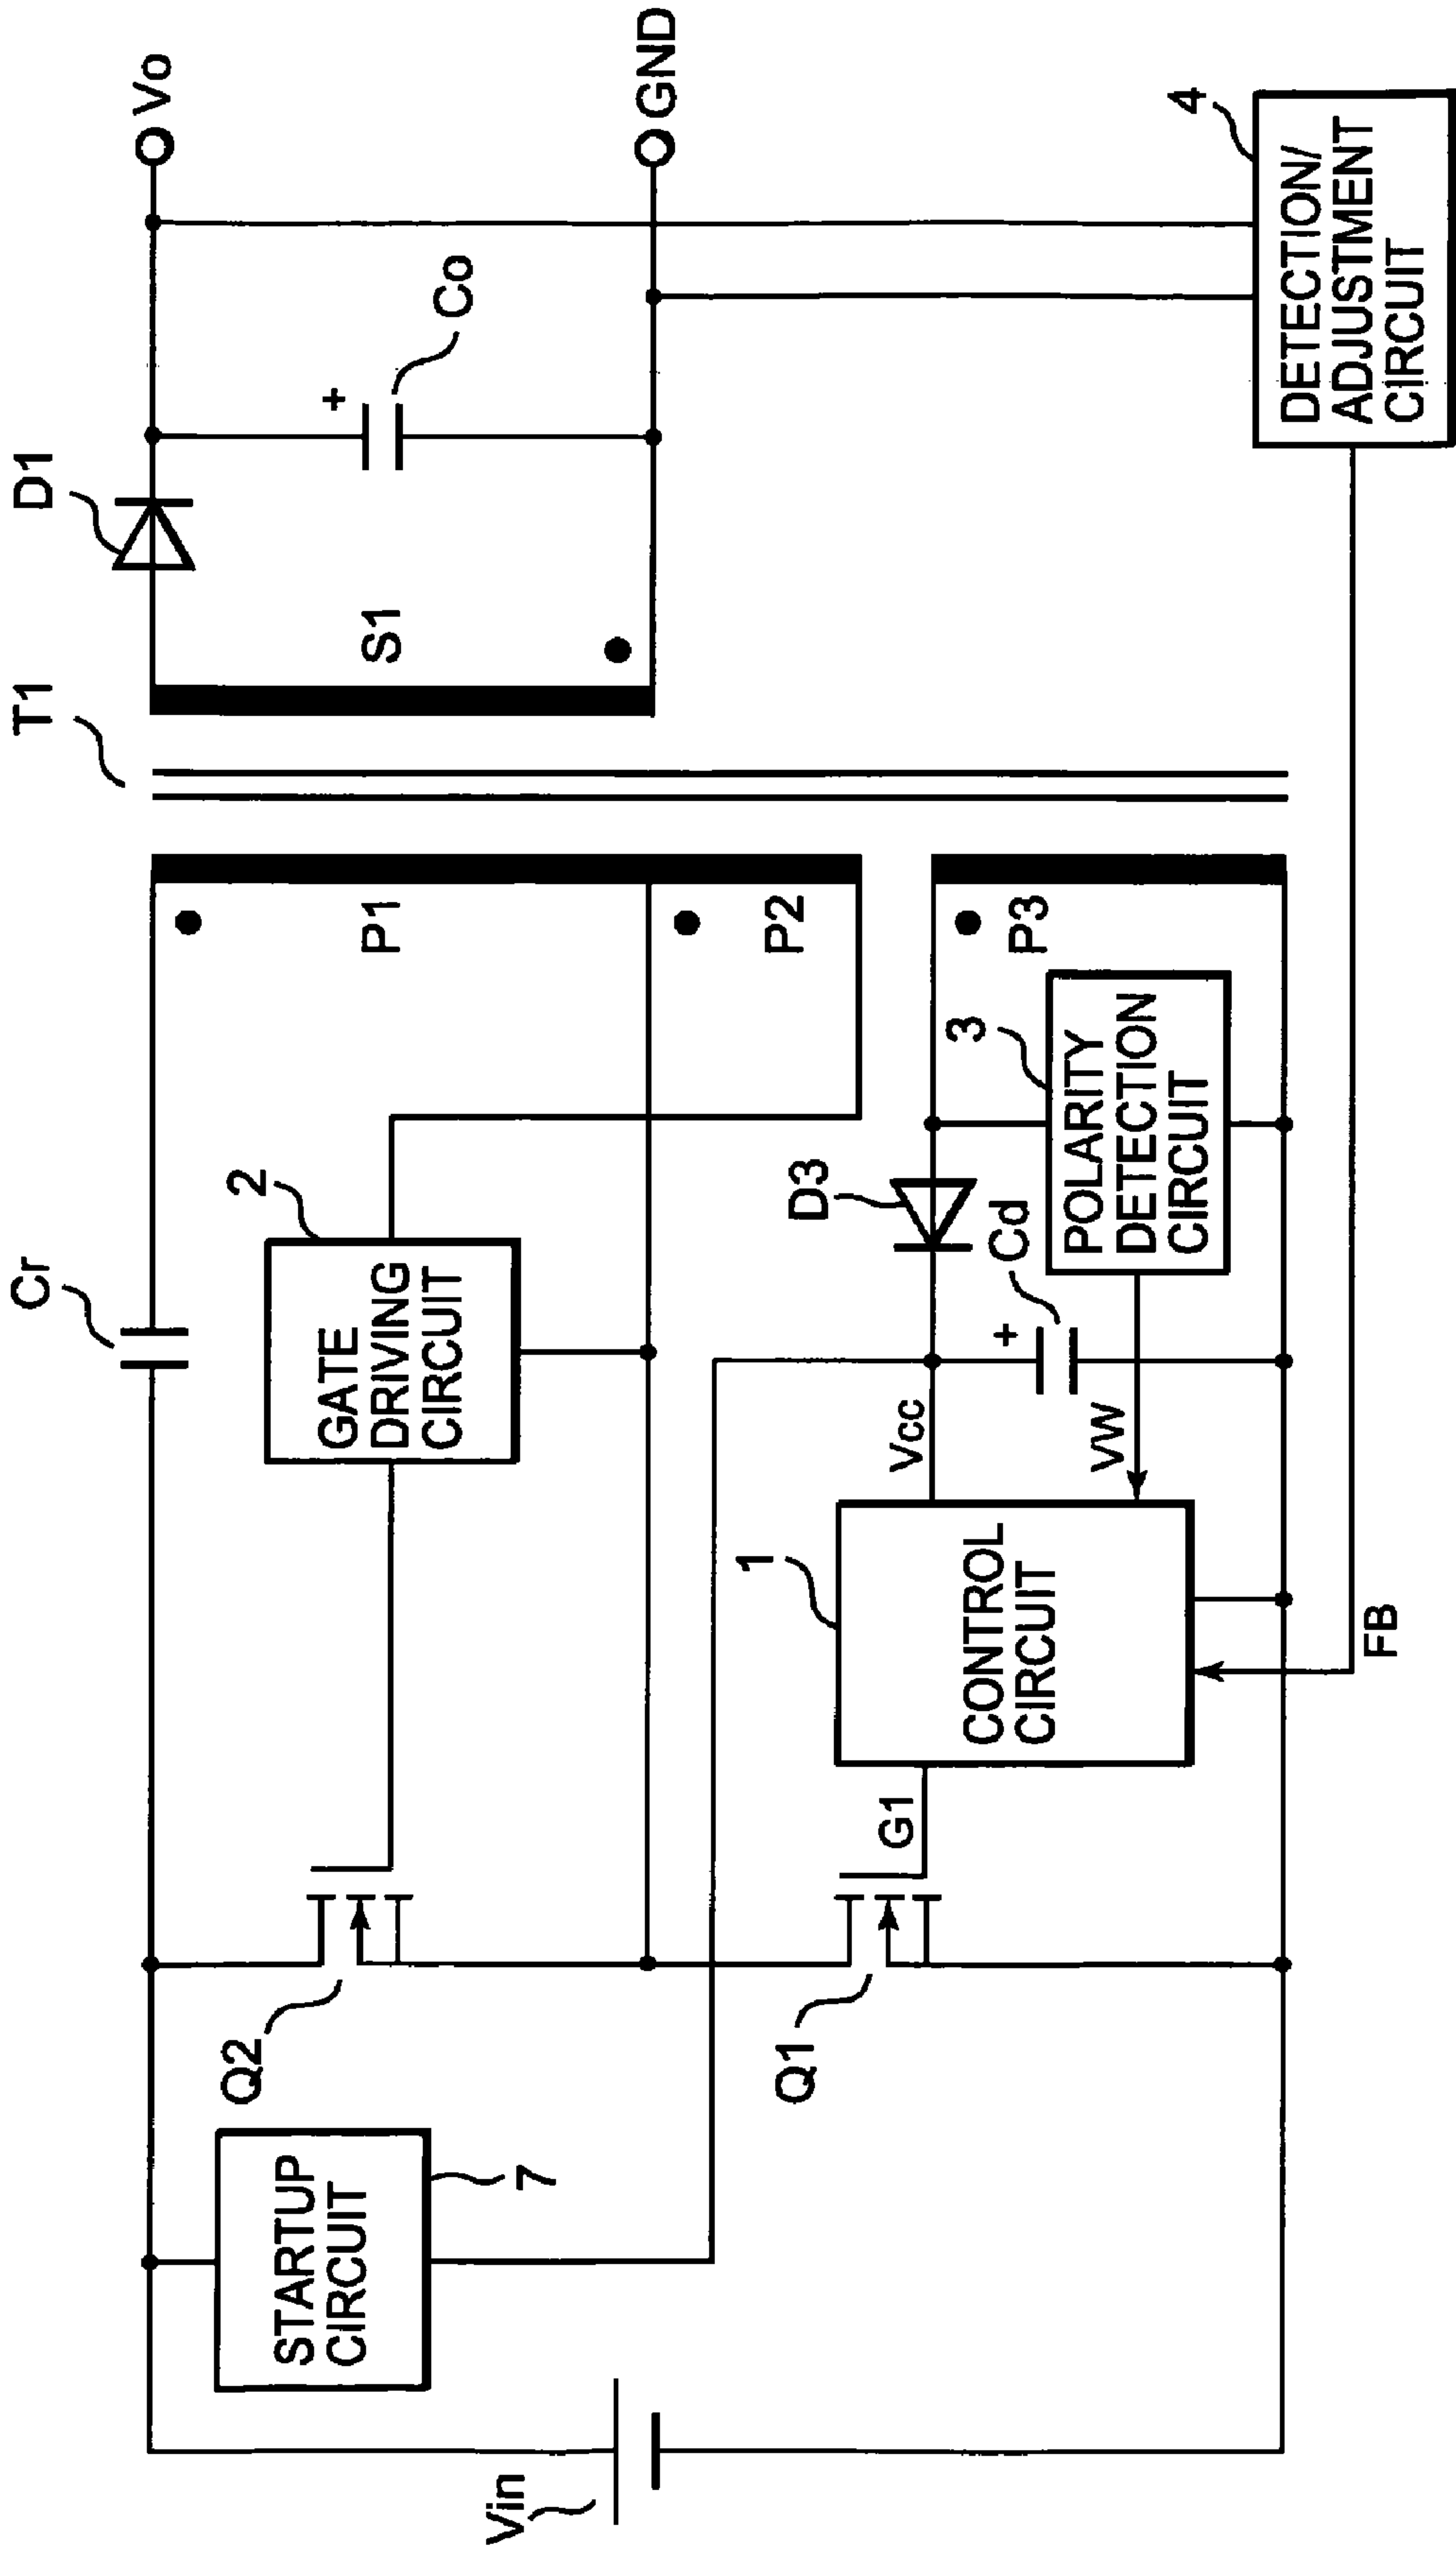 T1
Cr
D1
Vo
2
GATE
DRIVING
CIRCUIT
P1
S1
+
Co
Q2
STARTUP
CIRCUIT
7
P2
GND
Vin
D3
Vcc
1
+
Cd
3
P3
G1
Q1
CONTROL
CIRCUIT
VW
POLARITY
DETECTION
CIRCUIT
4
DETECTION/
ADJUSTMENT
CIRCUIT
FB